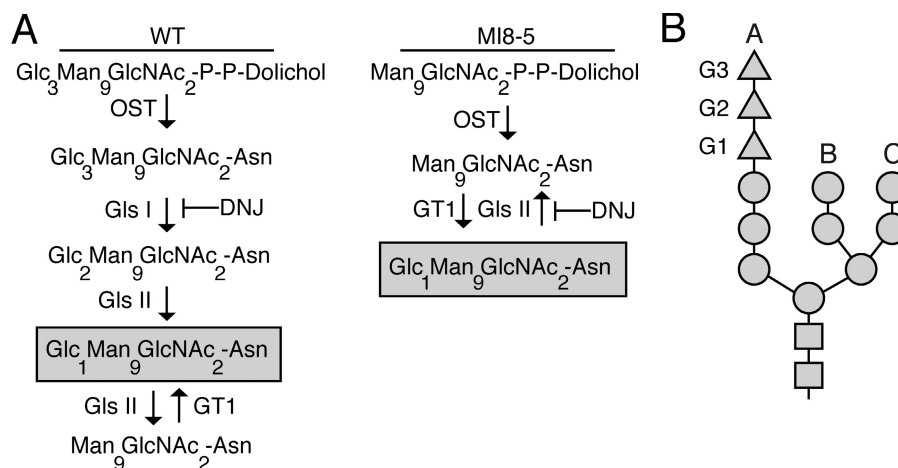 A
WT
Glc3Man9GlcNAc2-P-P-Dolichol
OST
Glc3Man9GlcNAc2-Asn
Gls I DNJ
Glc2Man9GlcNAc2-Asn
Gls II
Glc1Man9GlcNAc2-Asn
Gls II GT1
Man9GlcNAc2-Asn
MI8-5
Man9GlcNAc2-P-P-Dolichol
OST
Man9GlcNAc2-Asn
GT1 Gls II DNJ
Glc1Man9GlcNAc2-Asn
B
A
G3
G2
G1
B C